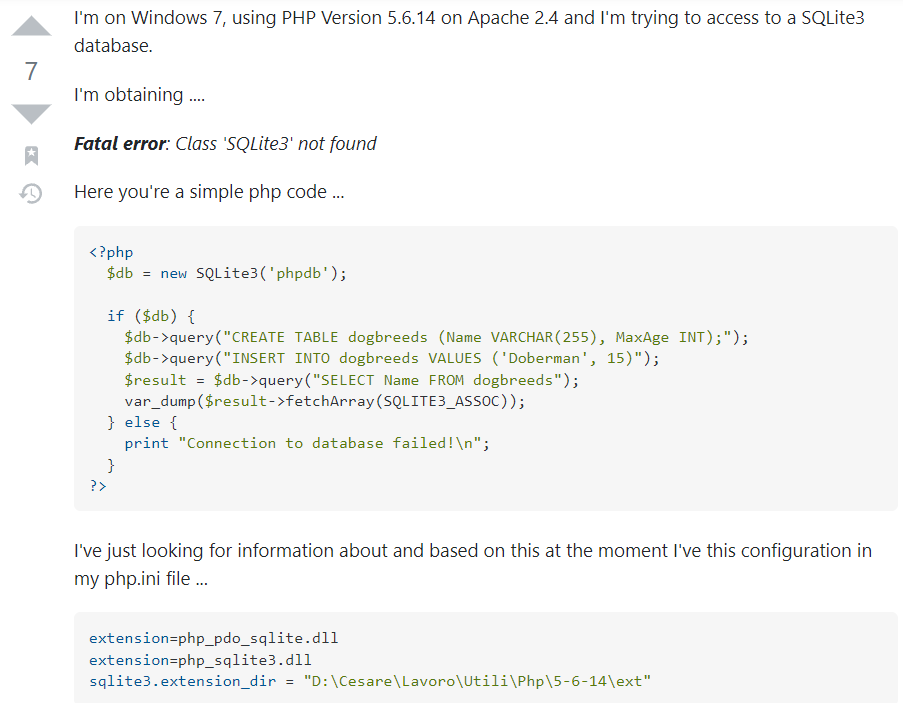 I'm on Windows 7, using PHP Version 5.6.14 on Apache 2.4 and I'm trying to access to a SQLite3
database.
7
I'm obtaining ....
Fatal error: Class 'SQLite3' not found
Here you're a simple php code ...
<?php
  $db = new SQLite3('phpdb');

  if ($db) {
    $db->query("CREATE TABLE dogbreeds (Name VARCHAR(255), MaxAge INT);");
    $db->query("INSERT INTO dogbreeds VALUES ('Doberman', 15)");
    $result = $db->query("SELECT Name FROM dogbreeds");
    var_dump($result->fetchArray(SQLITE3_ASSOC));
  } else {
    print "Connection to database failed!\n";
  }
?>
I've just looking for information about and based on this at the moment I've this configuration in
my php.ini file ...
extension=php_pdo_sqlite.dll
extension=php_sqlite3.dll
sqlite3.extension_dir = "D:\Cesare\Lavoro\Utili\Php\5-6-14\ext"